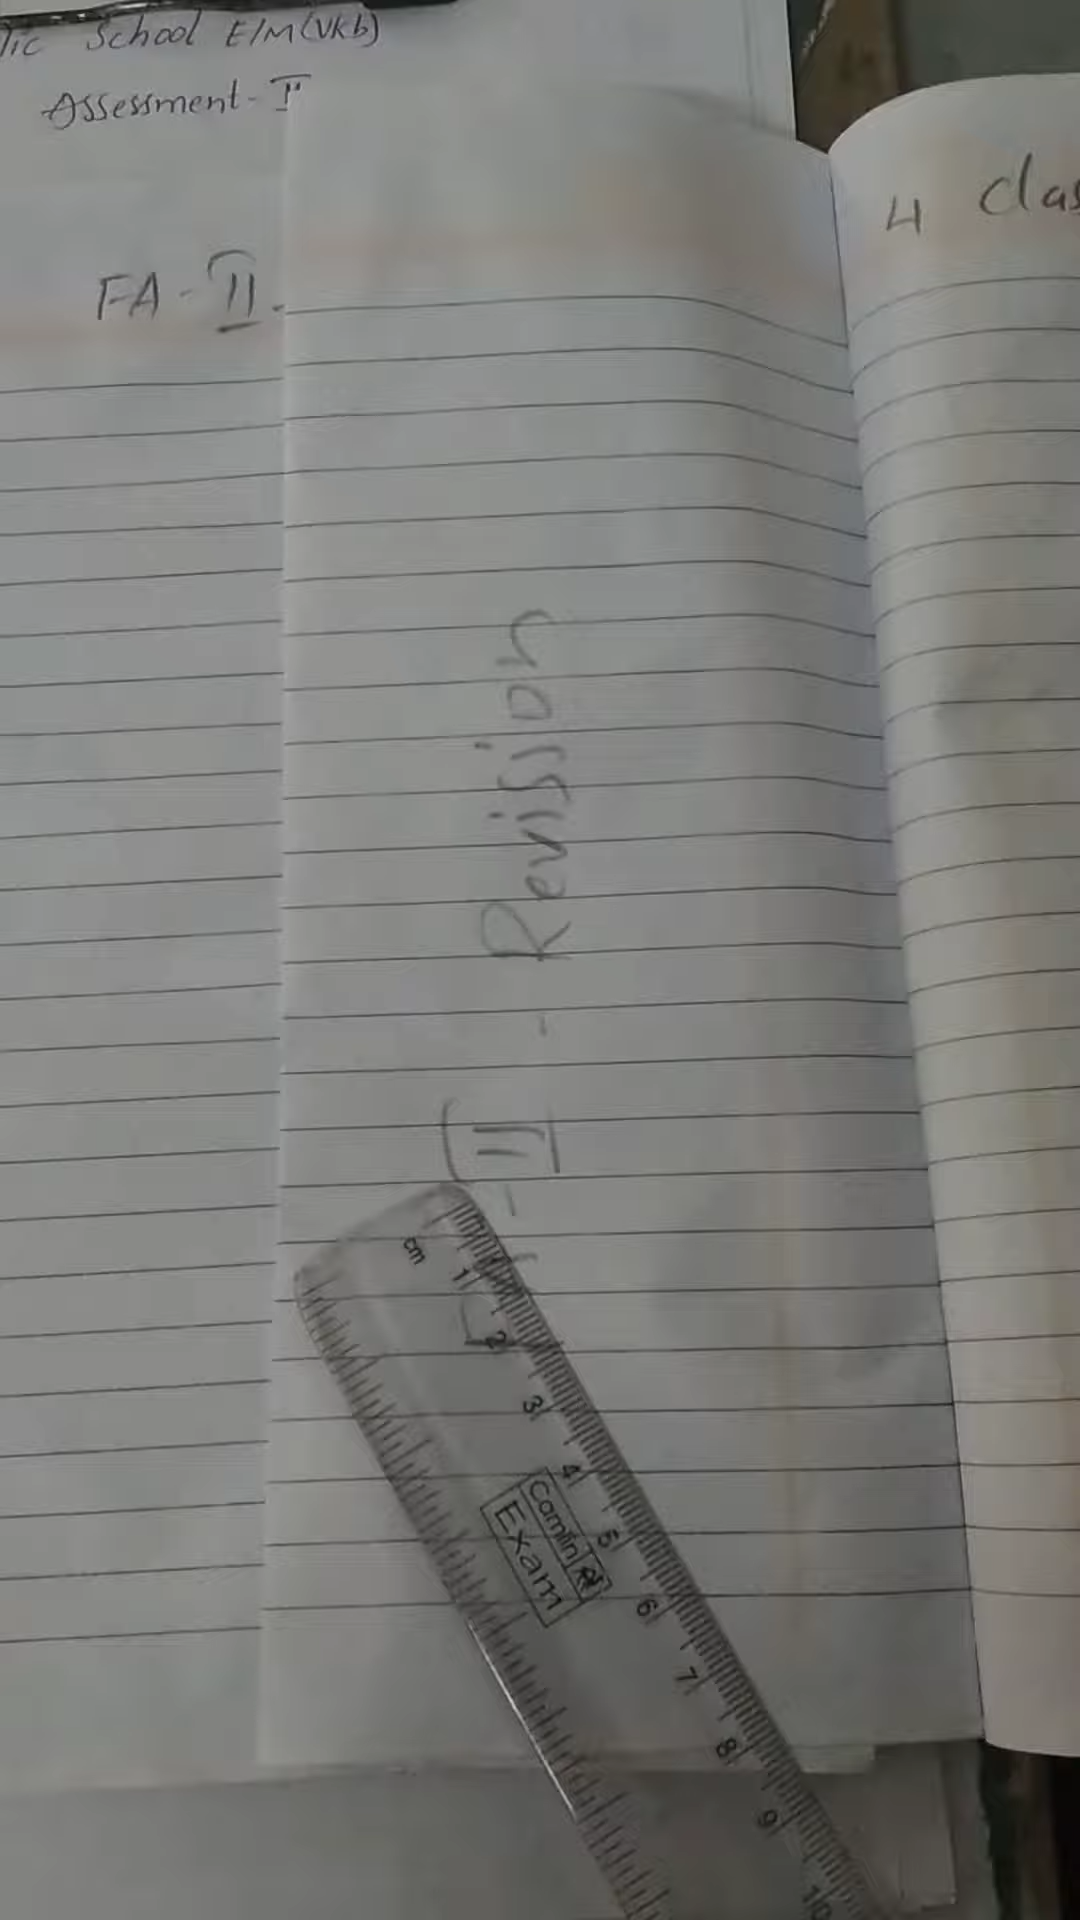 School E/M (VKB)
Assessment - II
FA - II
4
II - Revision
cm 1 2 3 4 5 6 7 8 9 10
Camlin
Exam